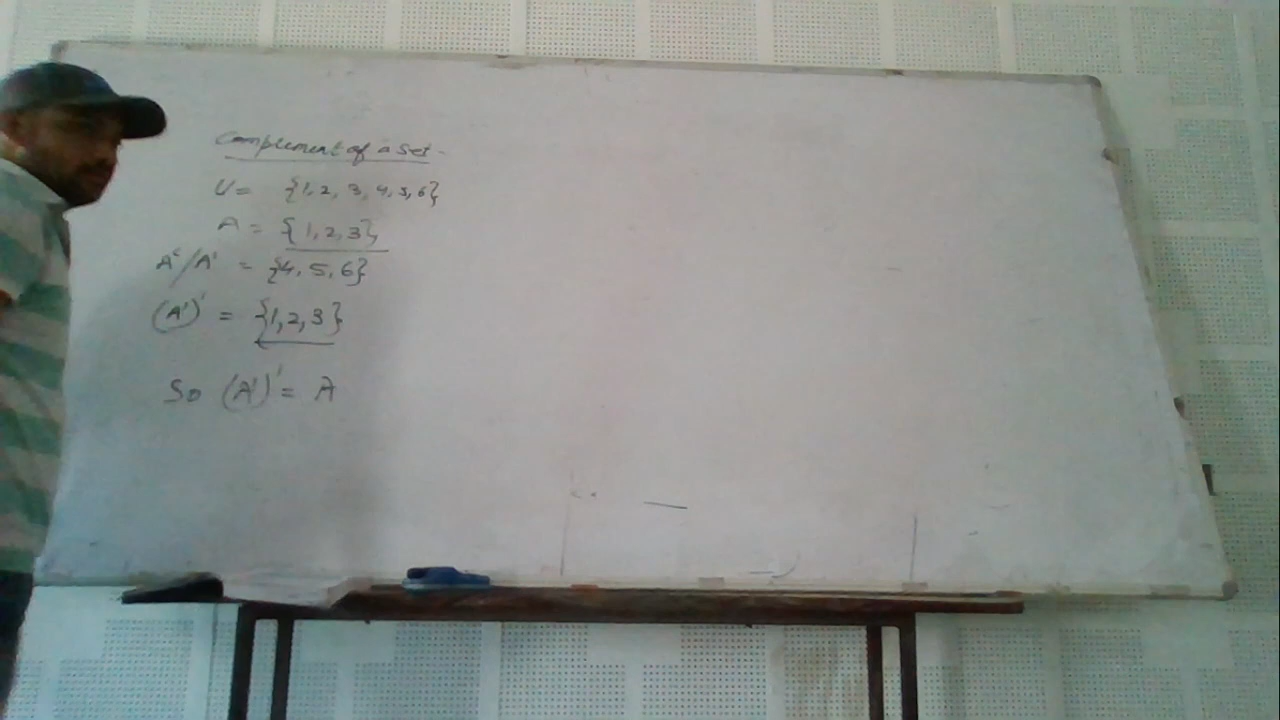 Complement of a set -
U = {1, 2, 3, 4, 5, 6}
A = {1, 2, 3}
Aᶜ/A' = {4, 5, 6}
(A')' = {1, 2, 3}
So (A')' = A